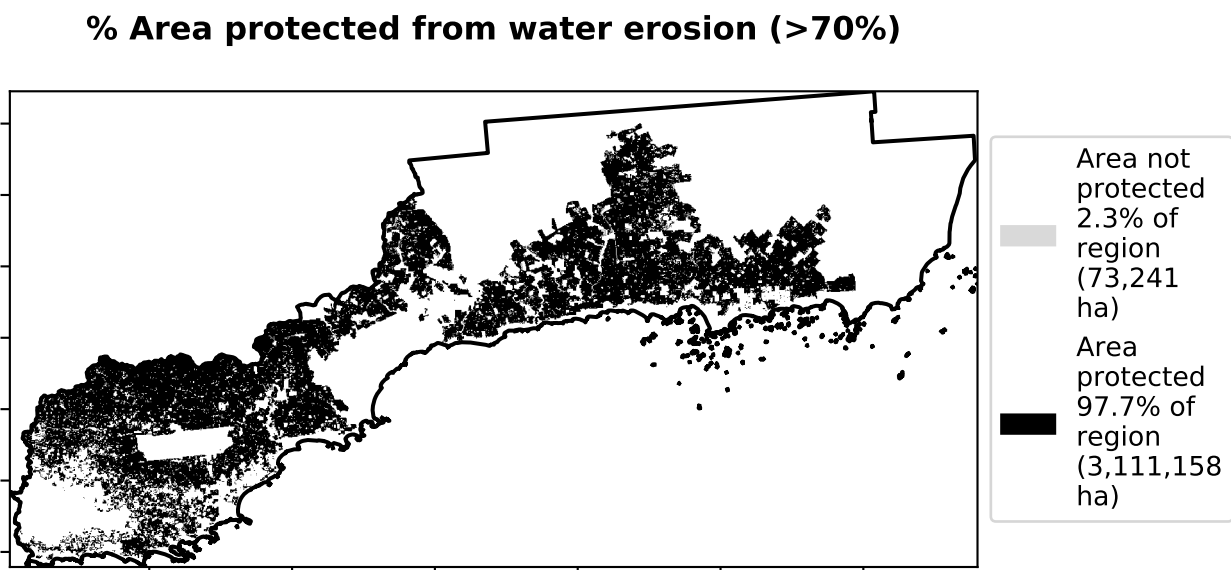 % Area protected from water erosion (>70%)
Area not
protected
2.3% of
region
(73,241
ha)
Area
protected
97.7% of
region
(3,111,158
ha)